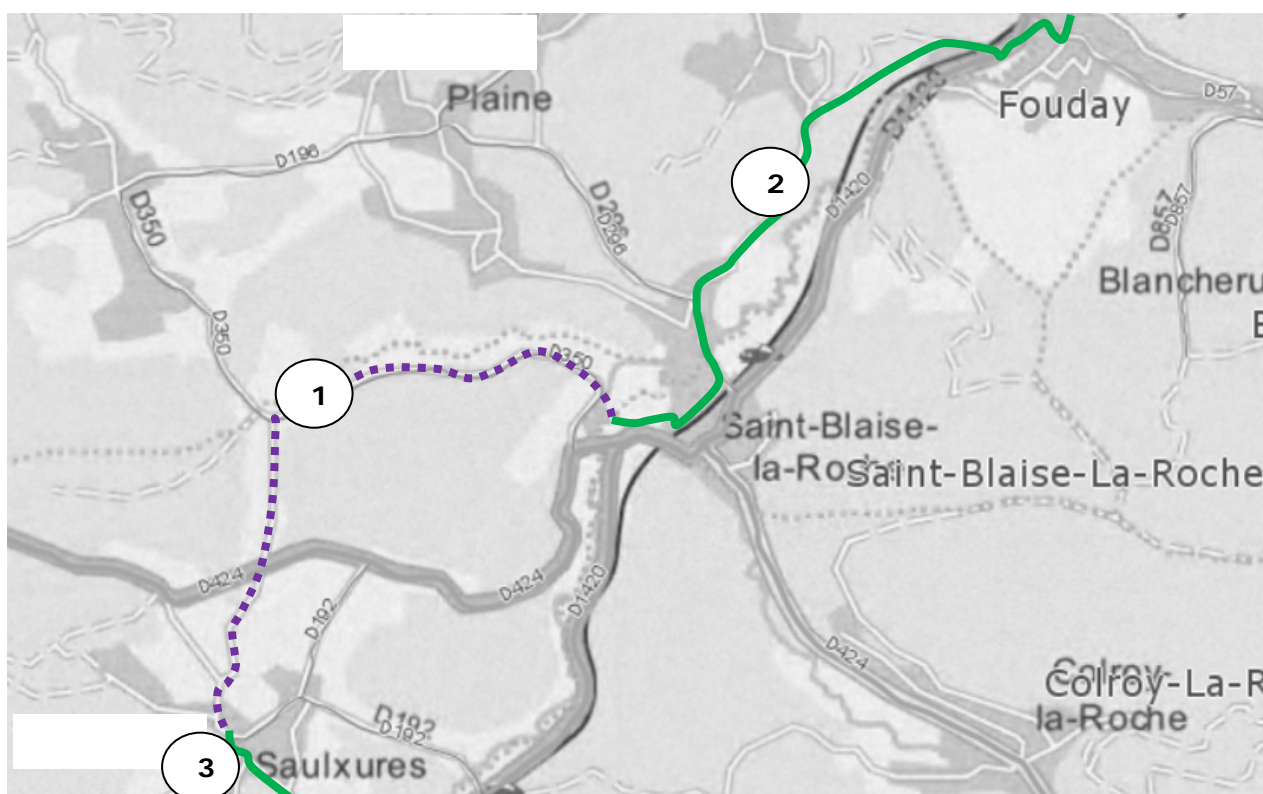 Plaine
D57
Fouday
D1420
D196
2
D350
D296
D296
D1420
D857
D857
Blancheru
D350
E
D350
1
Saint-Blaise-
la-Roche
Saint-Blaise-La-Roche
D424
D424
D1420
D192
D424
Colroy-
Colroy-La-R
la-Roche
D192
D192
3
Saulxures